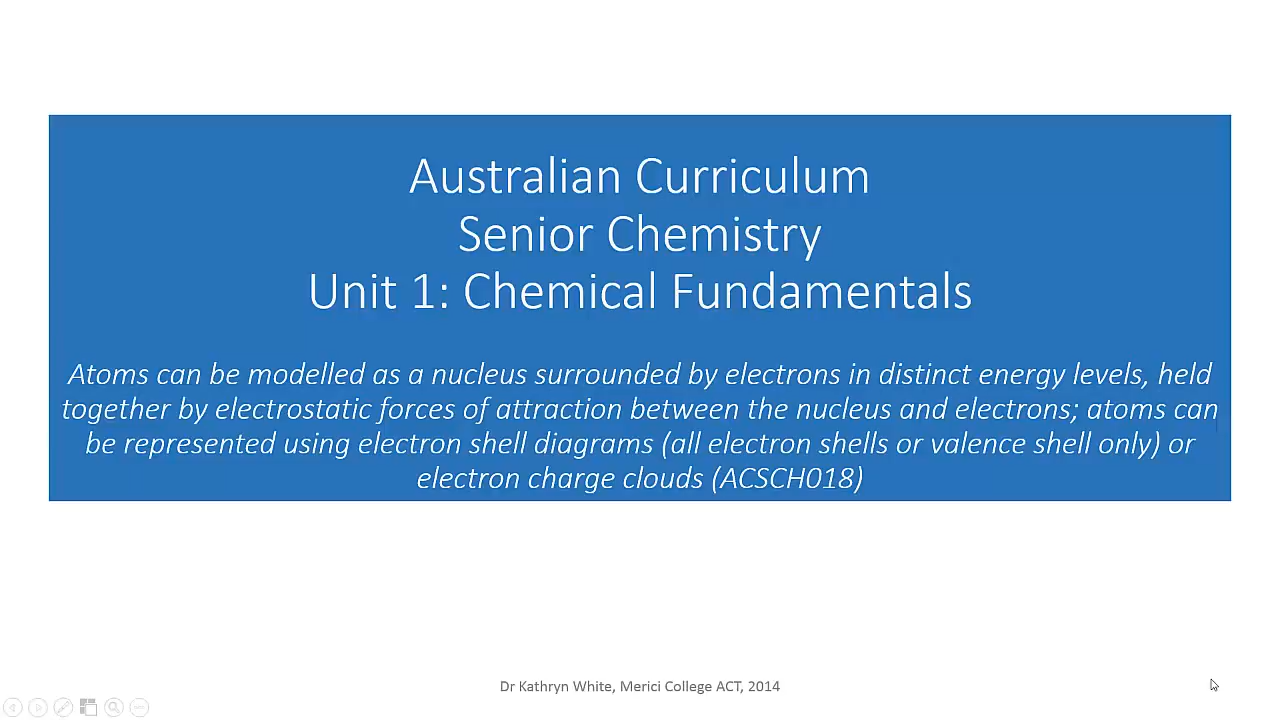 Australian Curriculum
Senior Chemistry
Unit 1: Chemical Fundamentals
Atoms can be modelled as a nucleus surrounded by electrons in distinct energy levels, held
together by electrostatic forces of attraction between the nucleus and electrons; atoms can
be represented using electron shell diagrams (all electron shells or valence shell only) or
electron charge clouds (ACSCH018)
Dr Kathryn White, Merici College ACT, 2014